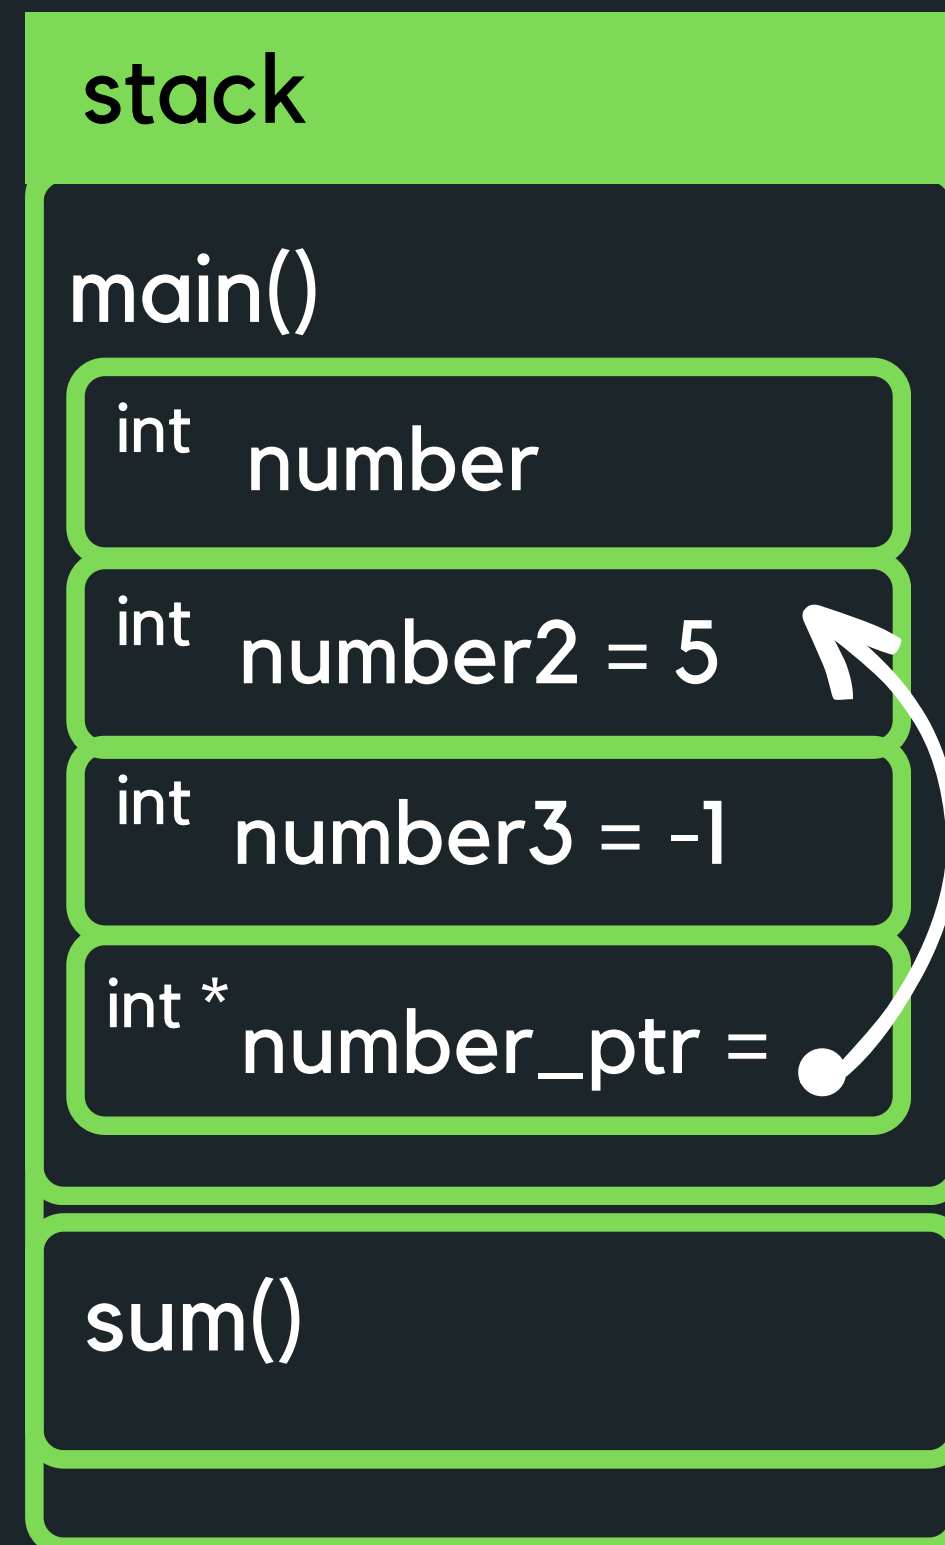 stack
main()
int number
int number2 = 5
int number3 = -1
int * number_ptr =
sum()